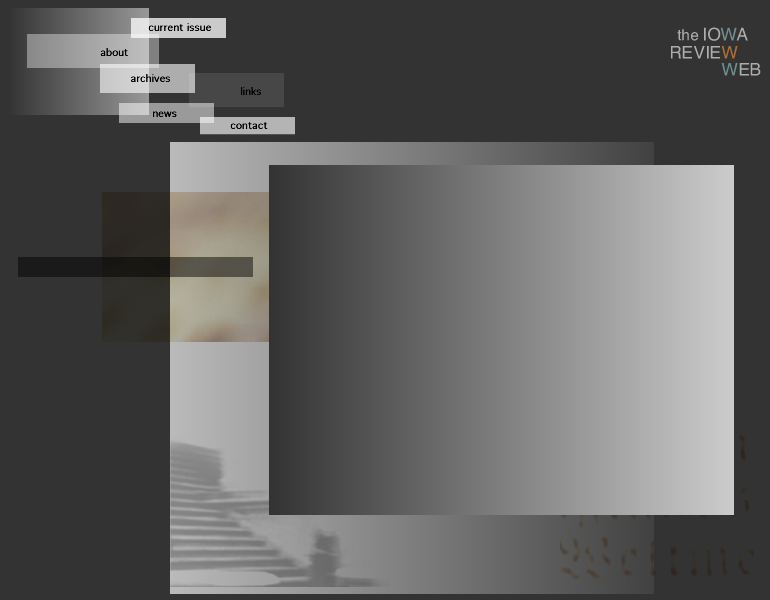 current issue
about
archives
links
news
contact
the IOWA
REVIEW
WEB